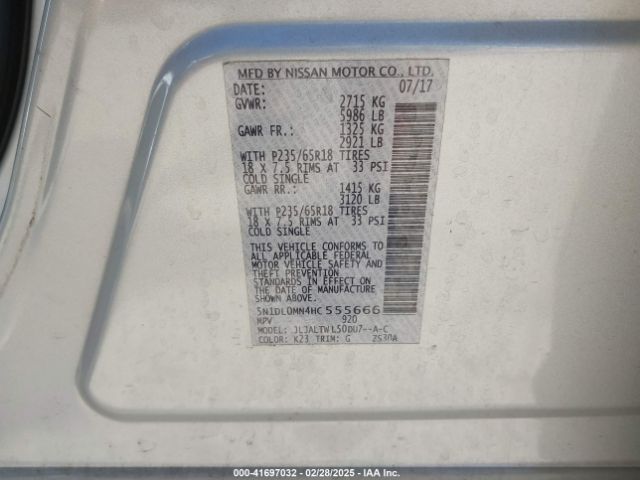 MFD BY NISSAN MOTOR CO., LTD.
DATE: 07/17
GVWR: 2715 KG
5986 LB
GAWR FR.: 1325 KG
2921 LB
WITH P235/65R18 TIRES
18 X 7.5 RIMS AT 33 PSI
COLD SINGLE
GAWR RR.: 1415 KG
3120 LB
WITH P235/65R18 TIRES
18 X 7.5 RIMS AT 33 PSI
COLD SINGLE
THIS VEHICLE CONFORMS TO
ALL APPLICABLE FEDERAL
MOTOR VEHICLE SAFETY AND
THEFT PREVENTION
STANDARDS IN EFFECT ON
THE DATE OF MANUFACTURE
SHOWN ABOVE.
5N1DL0MN4HC555666
MPV 920
MODEL: JLJALTWL50DU7--A-C
COLOR: K23 TRIM: G 2530A
000-41697032 / 02/28/2025 / IAA Inc.